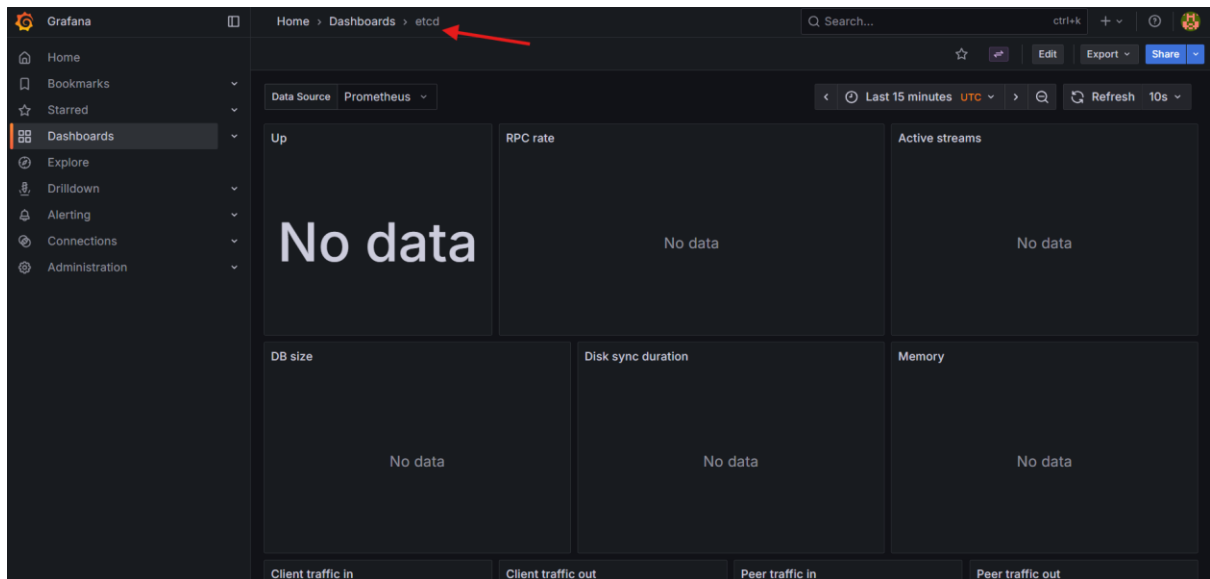 Grafana
Home › Dashboards › etcd
Search...
ctrl+k
Home
Bookmarks
Starred
Dashboards
Explore
Drilldown
Alerting
Connections
Administration
Edit
Export
Share
Data Source
Prometheus
Last 15 minutes UTC
Refresh
10s
Up
No data
RPC rate
No data
Active streams
No data
DB size
No data
Disk sync duration
No data
Memory
No data
Client traffic in
Client traffic out
Peer traffic in
Peer traffic out